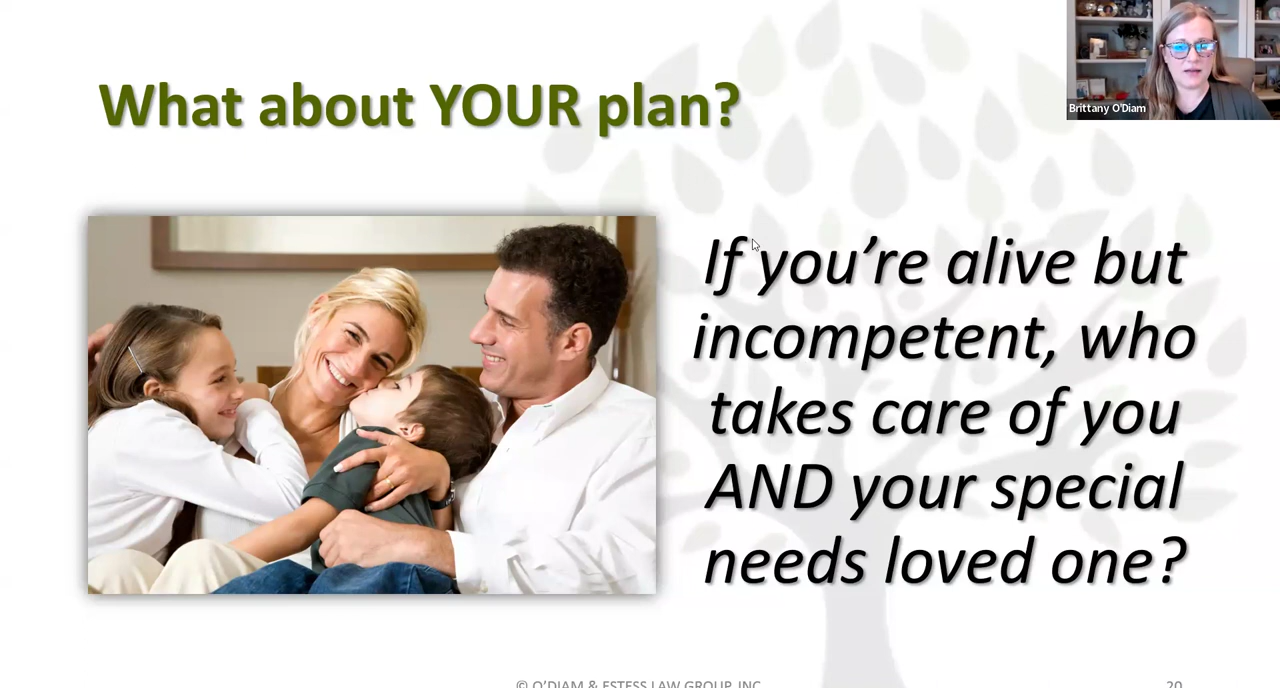 What about YOUR plan?
Brittany O'Diam
If you’re alive but
incompetent, who
takes care of you
AND your special
needs loved one?
© O’DIAM & ESTESS LAW GROUP, INC.
20